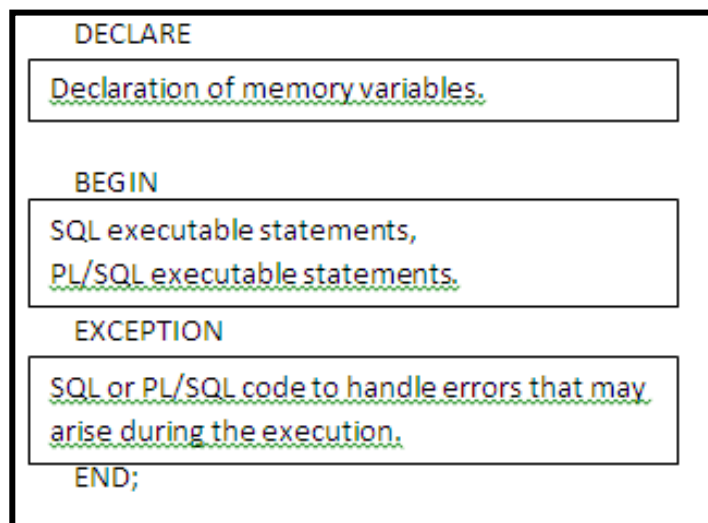 DECLARE
Declaration of memory variables.
BEGIN
SQL executable statements,
PL/SQL executable statements.
EXCEPTION
SQL or PL/SQL code to handle errors that may
arise during the execution.
END;